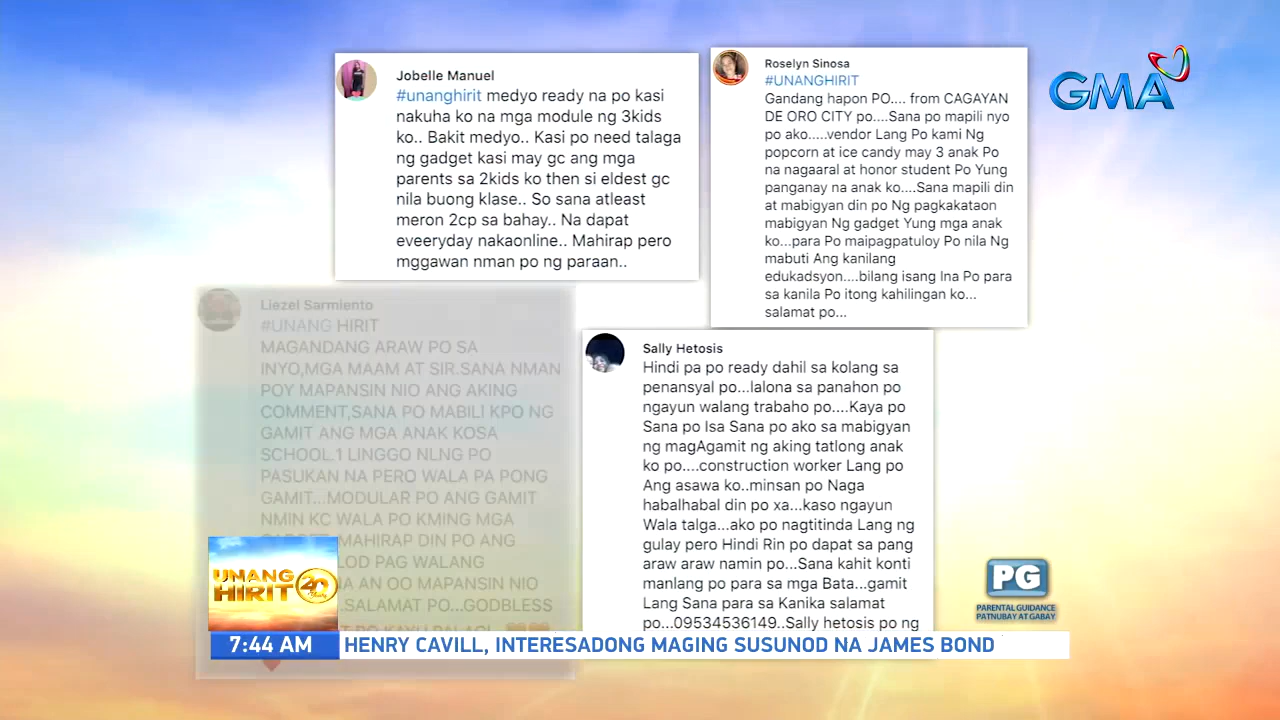 Jobelle Manuel
#unanghirit medyo ready na po kasi
nakuha ko na mga module ng 3kids
ko.. Bakit medyo.. Kasi po need talaga
ng gadget kasi may gc ang mga
parents sa 2kids ko then si eldest gc
nila buong klase.. So sana atleast
meron 2cp sa bahay.. Na dapat
eveeryday nakaonline.. Mahirap pero
mggawan nman po ng paraan..
Roselyn Sinosa
#UNANGHIRIT
Gandang hapon PO.... from CAGAYAN
DE ORO CITY po....Sana po mapili nyo
po ako.....vendor Lang Po kami Ng
popcorn at ice candy may 3 anak Po
na nagaaral at honor student Po Yung
panganay na anak ko....Sana mapili din
at mabigyan din po Ng pagkakataon
mabigyan Ng gadget Yung mga anak
ko...para Po maipagpatuloy Po nila Ng
mabuti Ang kanilang
edukadsyon....bilang isang Ina Po para
sa kanila Po itong kahilingan ko...
salamat po...
GMA
Liezel Sarmiento
#UNANG HIRIT
MAGANDANG ARAW PO SA
INYO,MGA MAAM AT SIR.SANA NMAN
POY MAPANSIN NIO ANG AKING
COMMENT,SANA PO MABILI KPO NG
GAMIT ANG MGA ANAK KOSA
SCHOOL.1 LINGGO NLNG PO
PASUKAN NA PERO WALA PA PONG
GAMIT...MODULAR PO ANG GAMIT
NMIN KC WALA PO KMING MGA
MAHIRAP DIN PO ANG
LOD PAG WALANG
AN OO MAPANSIN NIO
.SALAMAT PO...GODBLESS
Sally Hetosis
Hindi pa po ready dahil sa kolang sa
penansyal po...lalona sa panahon po
ngayun walang trabaho po....Kaya po
Sana po Isa Sana po ako sa mabigyan
ng magAgamit ng aking tatlong anak
ko po....construction worker Lang po
Ang asawa ko..minsan po Naga
habalhabal din po xa...kaso ngayun
Wala talga...ako po nagtitinda Lang ng
gulay pero Hindi Rin po dapat sa pang
araw araw namin po...Sana kahit konti
manlang po para sa mga Bata...gamit
Lang Sana para sa Kanika salamat
po...09534536149..Sally hetosis po ng
UNANG
HIRIT 20
PG
PARENTAL GUIDANCE
PATNUBAY AT GABAY
7:44 AM HENRY CAVILL, INTERESADONG MAGING SUSUNOD NA JAMES BOND